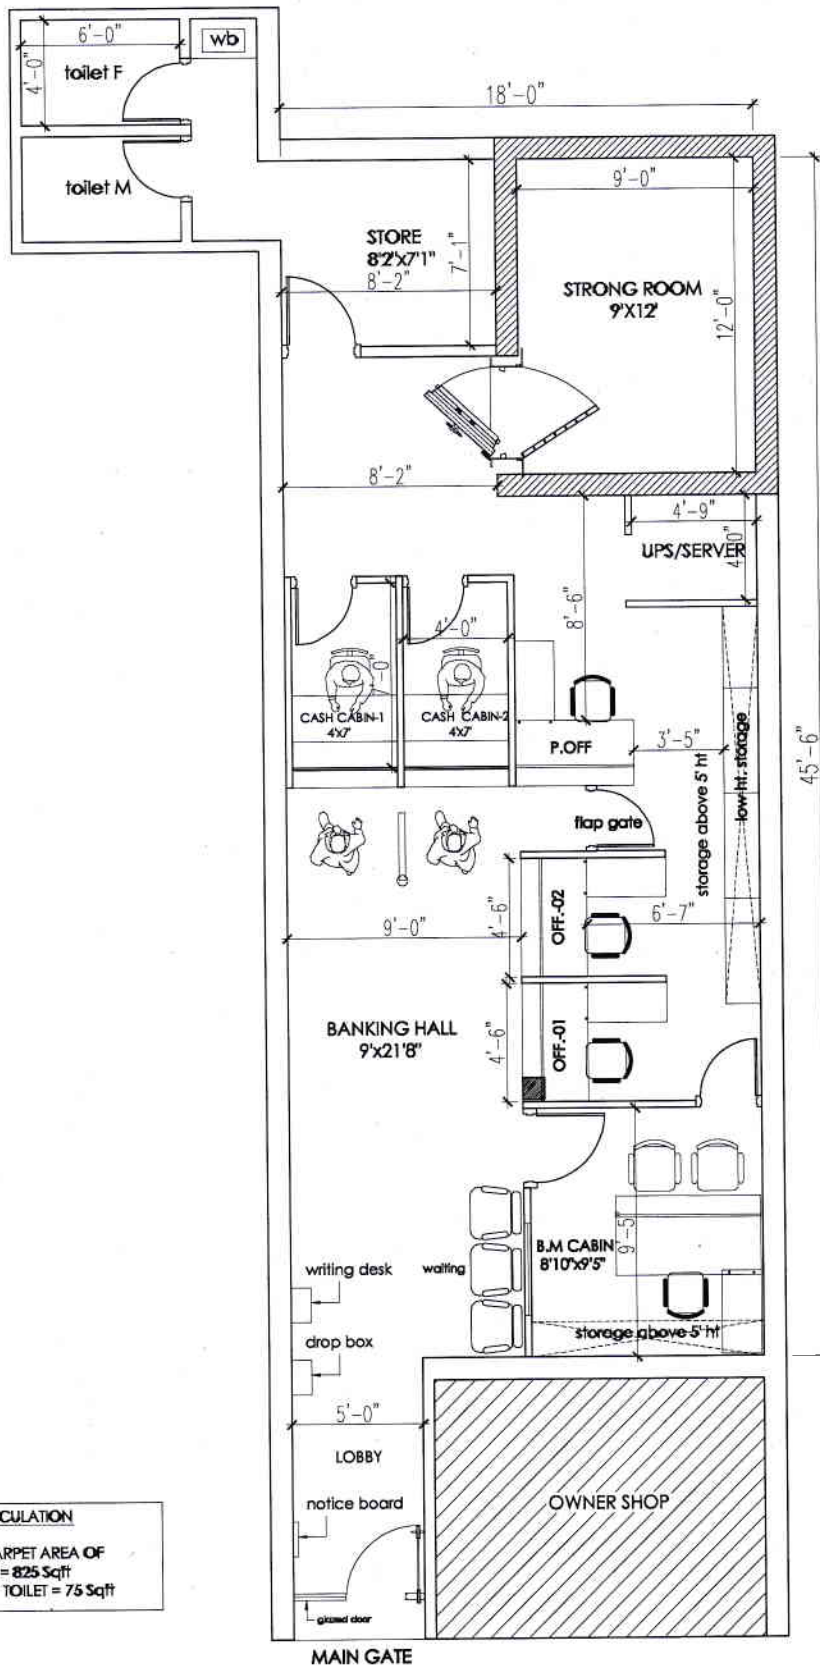 6'-0"
wb
4'-0"
toilet F
18'-0"
toilet M
9'-0"
STORE
8'2"x7'1"
8'-2"
7'-1"
STRONG ROOM
9'X12'
12'-0"
8'-2"
4'-9"
UPS/SERVER
8'-6"
4'-0"
CASH CABIN-1
4'x7'
CASH CABIN-2
4'x7'
P.OFF
3'-5"
low ht. storage
storage above 5' ht
45'-6"
flap gate
OFF.-02
4'-6"
6'-7"
9'-0"
BANKING HALL
9'x21'8"
OFF.-01
4'-6"
B.M CABIN
8'10"x9'5"
9'-5"
writing desk
waiting
storage above 5' ht
drop box
5'-0"
LOBBY
OWNER SHOP
notice board
CULATION
ARPET AREA OF
= 825 Sqft
TOILET = 75 Sqft
glazed door
MAIN GATE